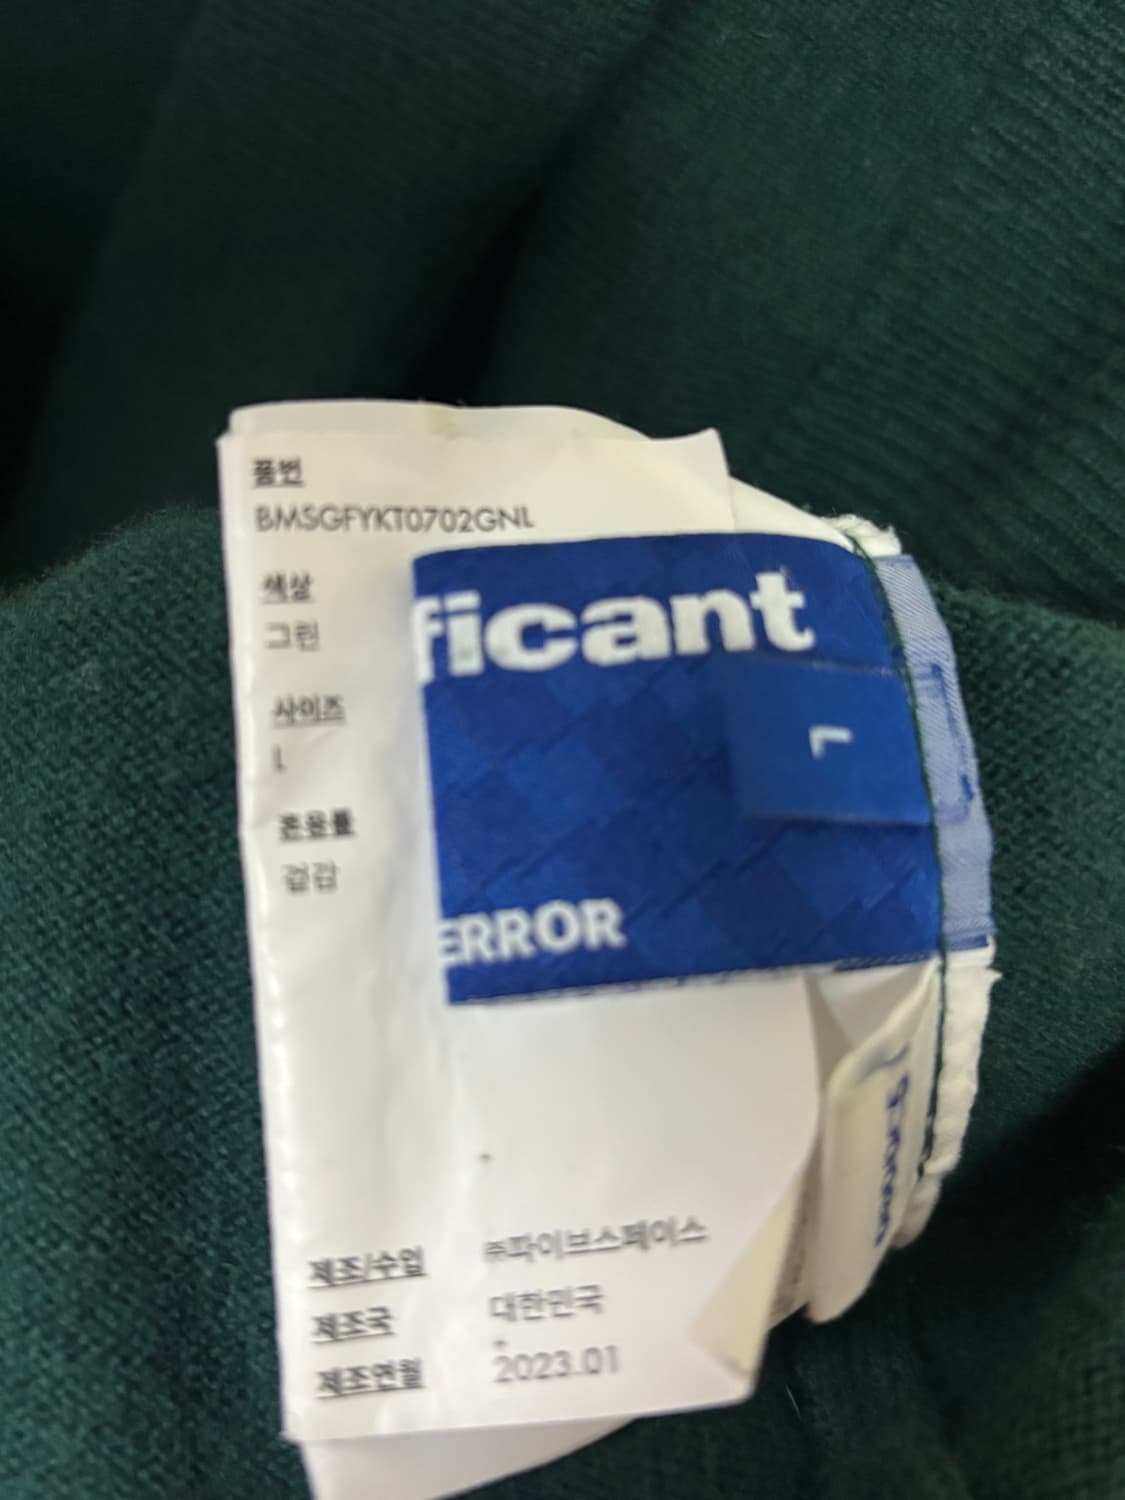 품번
BMSGFYKT0702GNL
색상
그린
사이즈
L
혼용률
겉감
ficant
L
ERROR
제조/수입 ㈜파이브스페이스
제조국 대한민국
제조연월 2023.01